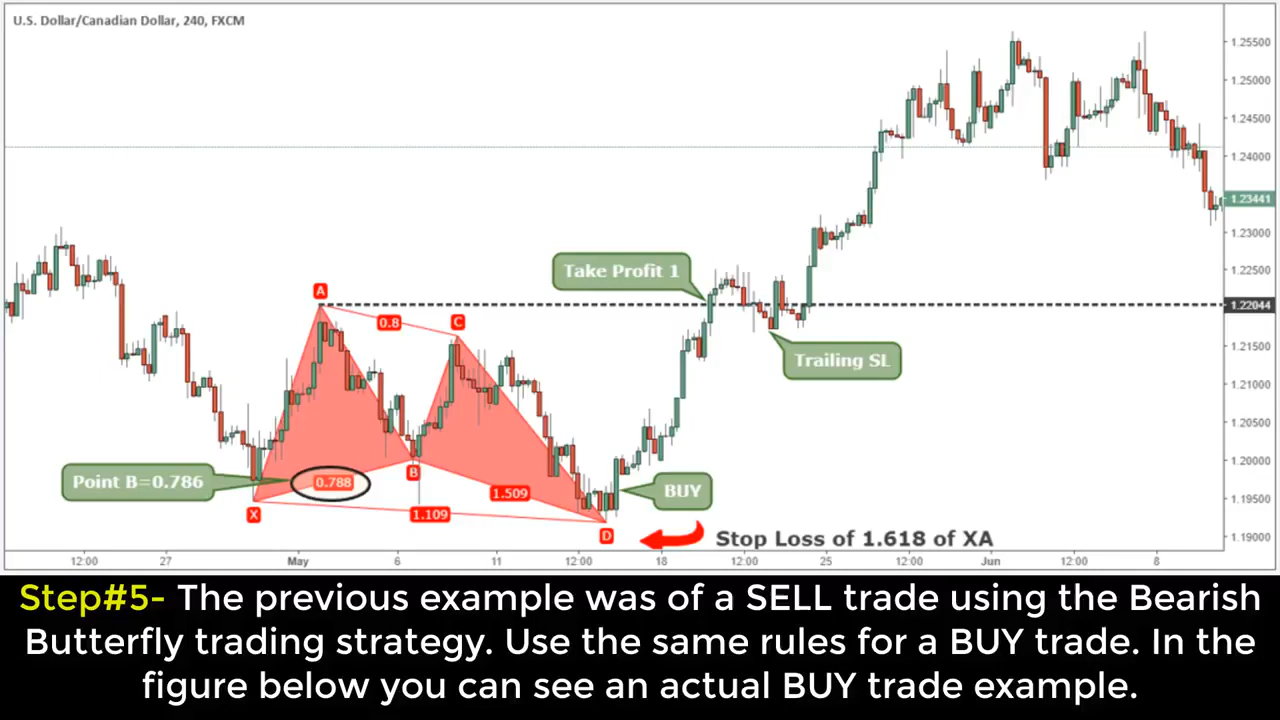 U.S. Dollar/Canadian Dollar, 240, FXCM
1.25500
1.25000
1.24500
1.24000
1.23441
1.23000
1.22500
1.22044
1.21500
1.21000
1.20500
1.20000
1.19500
1.19000
Take Profit 1
A
0.8
C
Trailing SL
Point B=0.786
0.788
B
1.509
BUY
X
1.109
D
Stop Loss of 1.618 of XA
12:00 27 May 6 11 12:00 18 12:00 25 Jun 12:00 8
Step#5- The previous example was of a SELL trade using the Bearish
Butterfly trading strategy. Use the same rules for a BUY trade. In the
figure below you can see an actual BUY trade example.